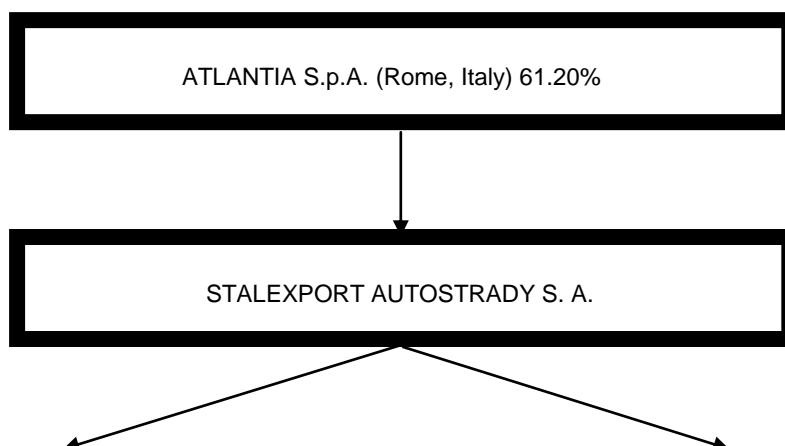 ATLANTIA S.p.A. (Rome, Italy) 61.20%
STALEXPORT AUTOSTRADY S. A.